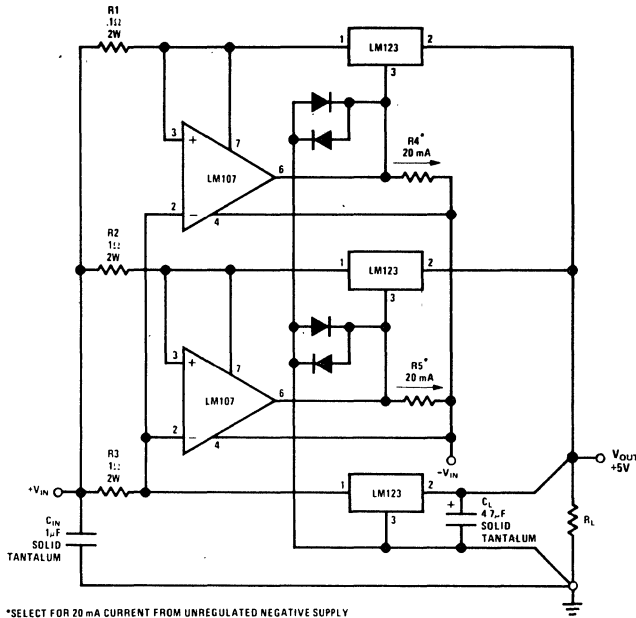 R1
.1Ω
2W
1
LM123
2
3
3
+
7
LM107
6
R4*
20 mA
2
−
4
R2
.1Ω
2W
1
LM123
2
3
3
+
7
LM107
6
R5*
20 mA
2
−
4
-VIN
R3
.1Ω
2W
+VIN
1
LM123
2
3
VOUT
+5V
+
CL
4.7μF
SOLID
TANTALUM
RL
CIN
1μF
SOLID
TANTALUM
*SELECT FOR 20 mA CURRENT FROM UNREGULATED NEGATIVE SUPPLY